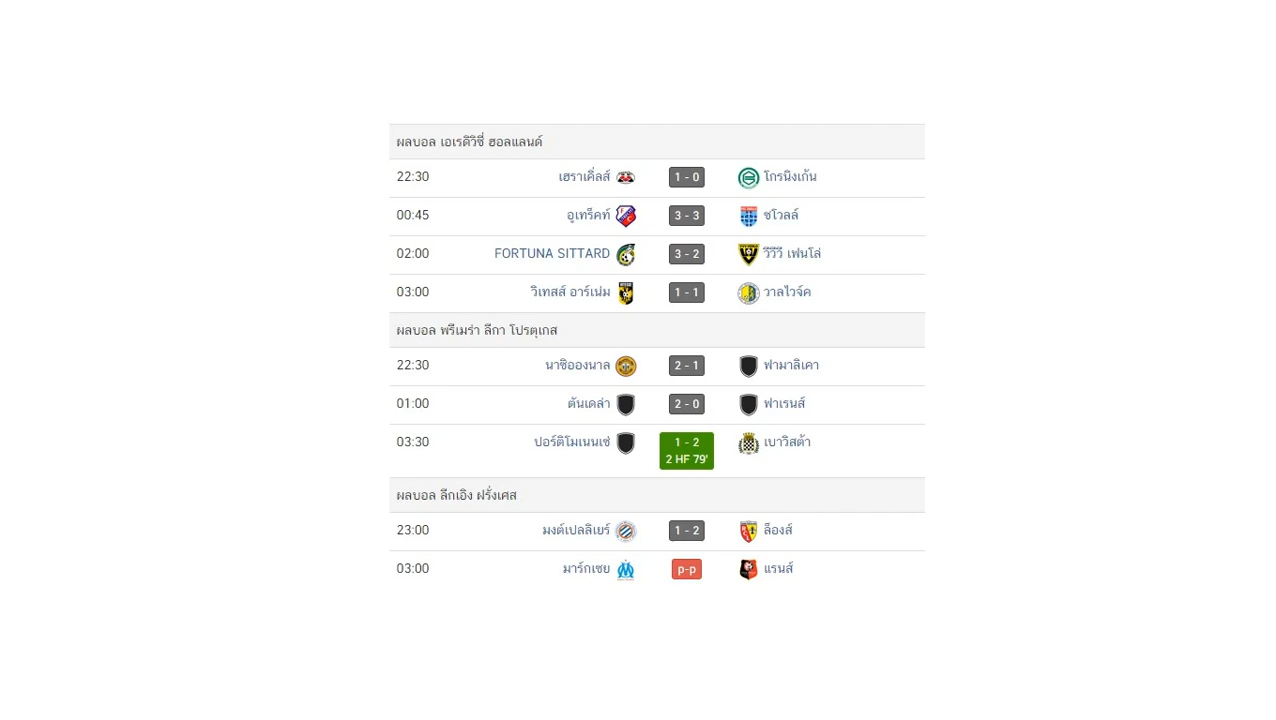 ผลบอล เอเรดิวิซี่ ฮอลแลนด์
22:30 เฮราเคิ่ลส์ 1 - 0 โกรนิงเก้น
00:45 อูเทร็คท์ 3 - 3 ซโวลล์
02:00 FORTUNA SITTARD 3 - 2 วีวีวี เฟนโล่
03:00 วิเทสส์ อาร์เน่ม 1 - 1 วาลไวจ์ค
ผลบอล พรีเมร่า ลีกา โปรตุเกส
22:30 นาซิอองนาล 2 - 1 ฟามาลิเคา
01:00 ตันเดล่า 2 - 0 ฟาเรนส์
03:30 ปอร์ติโมเนนเซ่ 1 - 2 เบาวิสต้า
2 HF 79'
ผลบอล ลีกเอิง ฝรั่งเศส
23:00 มงต์เปลลิเยร์ 1 - 2 ล็องส์
03:00 มาร์กเซย p-p แรนส์